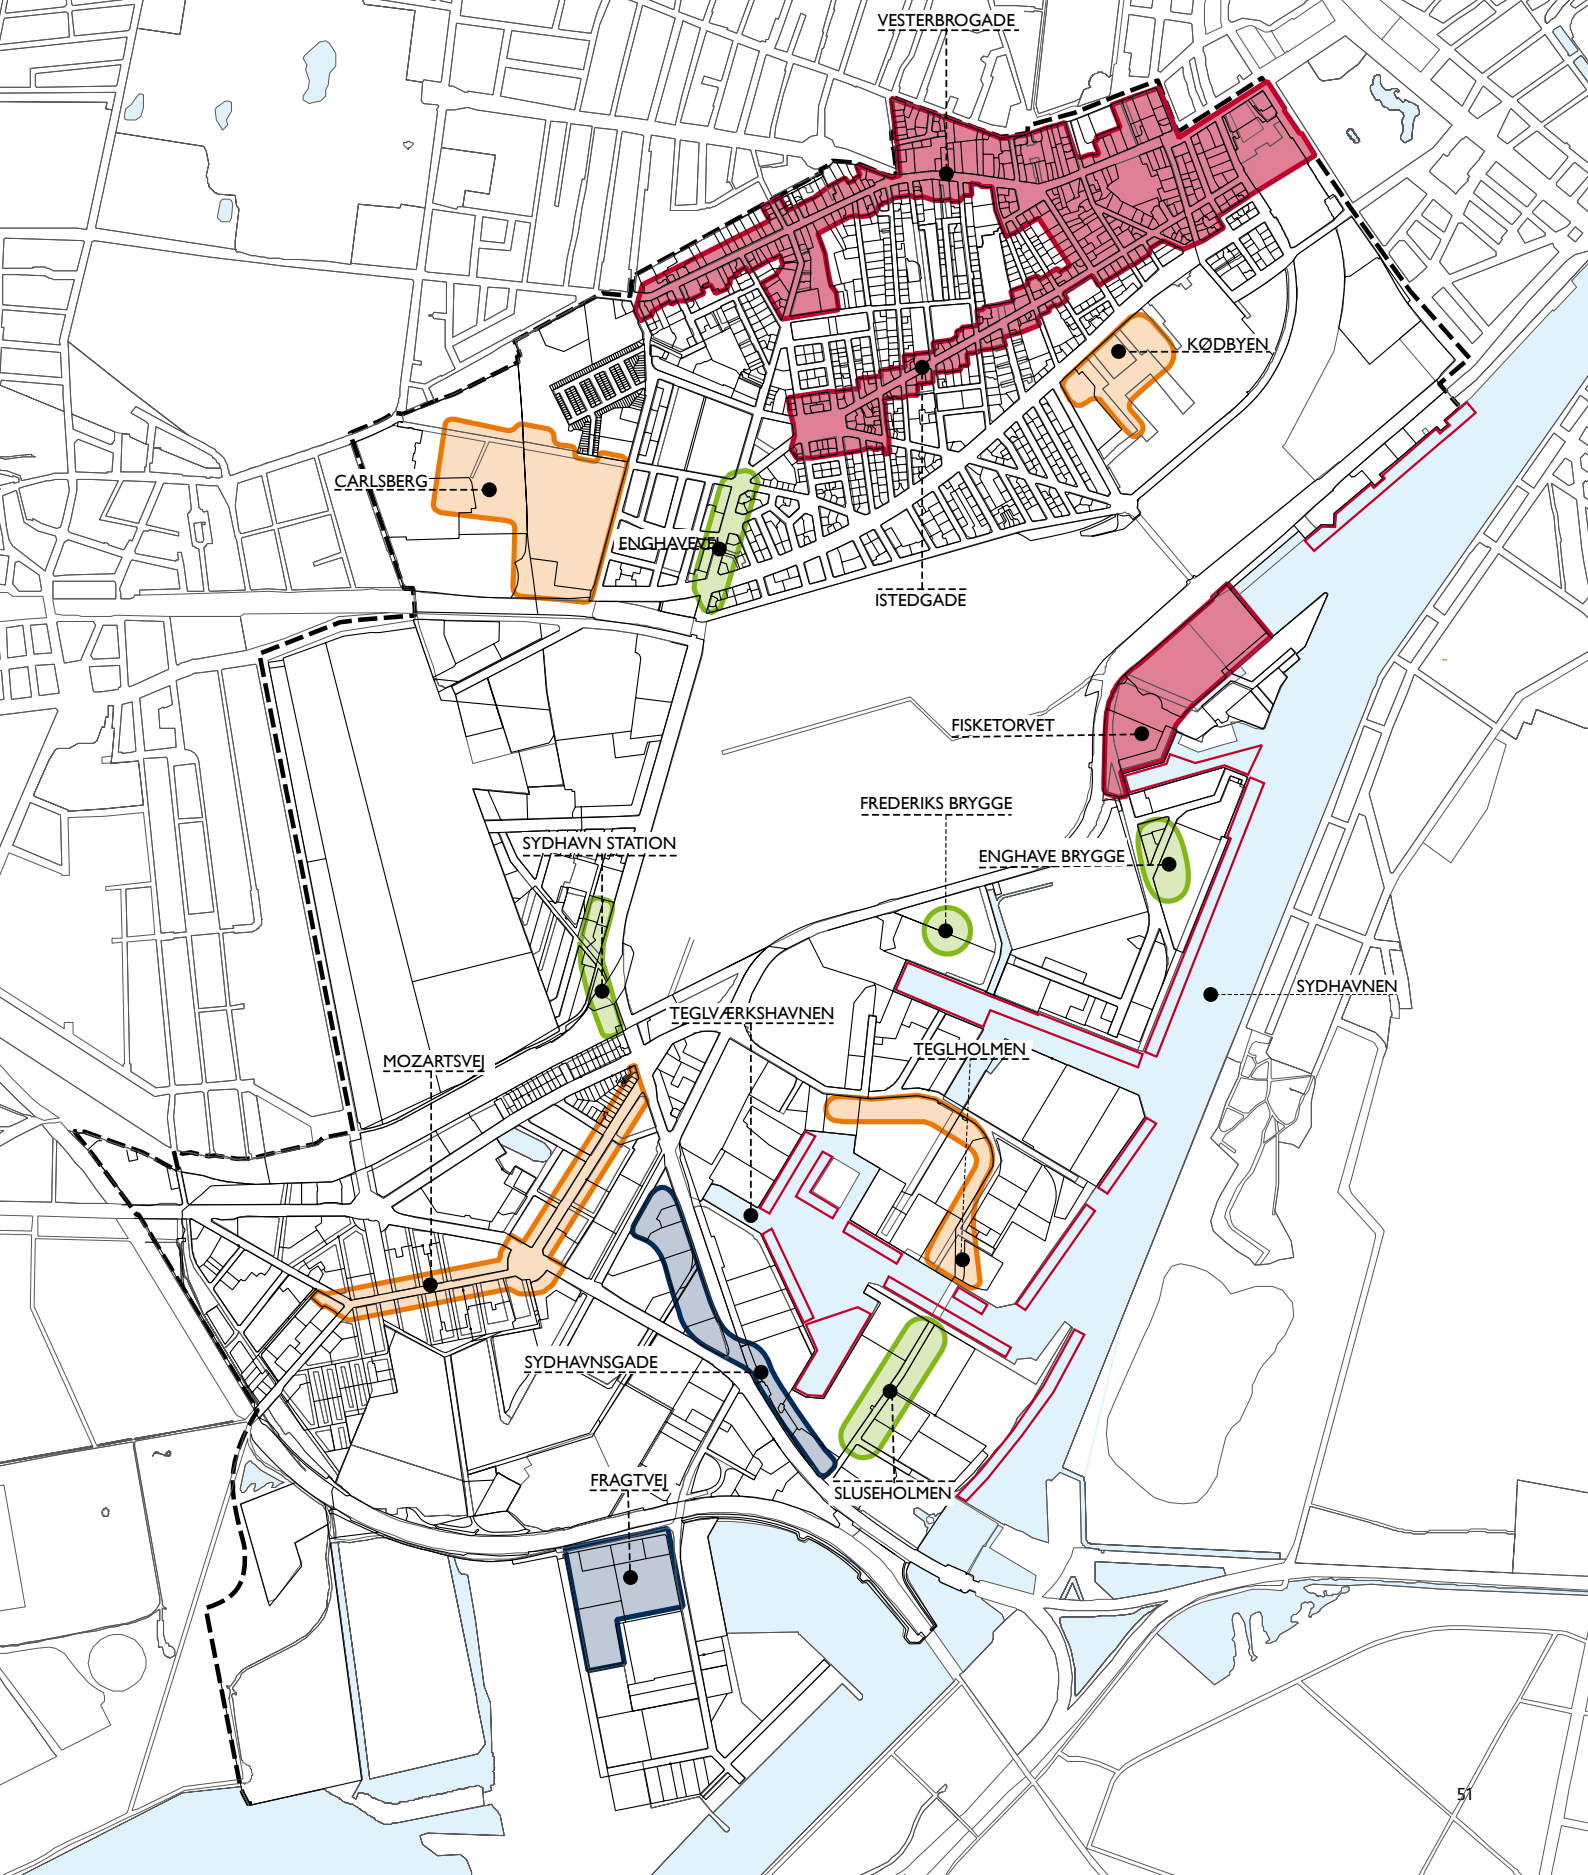 VESTERBROGADE
KØDBYEN
CARLSBERG
ENGHAVEVEJ
ISTEDGADE
FISKETORVET
FREDERIKS BRYGGE
SYDHAVN STATION
ENGHAVE BRYGGE
SYDHAVNEN
TEGLVÆRKSHAVNEN
TEGLHOLMEN
MOZARTSVEJ
SYDHAVNSGADE
FRAGTVEJ
SLUSEHOLMEN
51